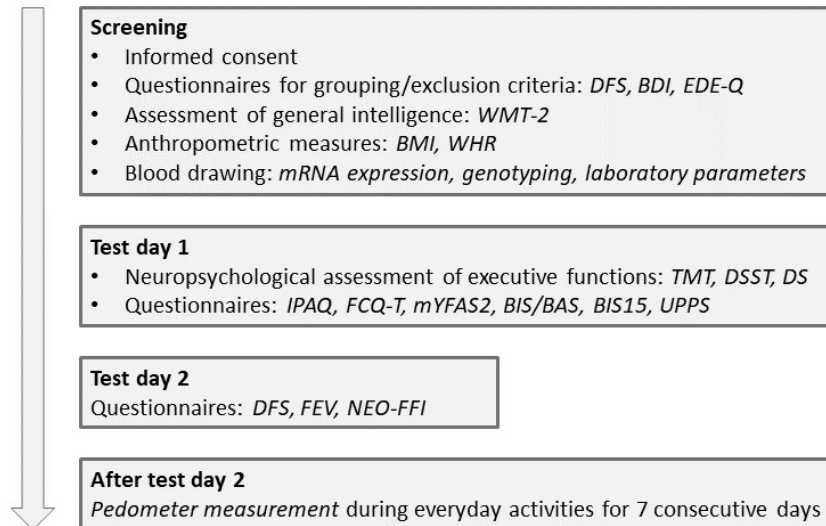 Screening
• Informed consent
• Questionnaires for grouping/exclusion criteria: DFS, BDI, EDE-Q
• Assessment of general intelligence: WMT-2
• Anthropometric measures: BMI, WHR
• Blood drawing: mRNA expression, genotyping, laboratory parameters
Test day 1
• Neuropsychological assessment of executive functions: TMT, DSST, DS
• Questionnaires: IPAQ, FCQ-T, mYFAS2, BIS/BAS, BIS15, UPPS
Test day 2
Questionnaires: DFS, FEV, NEO-FFI
After test day 2
Pedometer measurement during everyday activities for 7 consecutive days